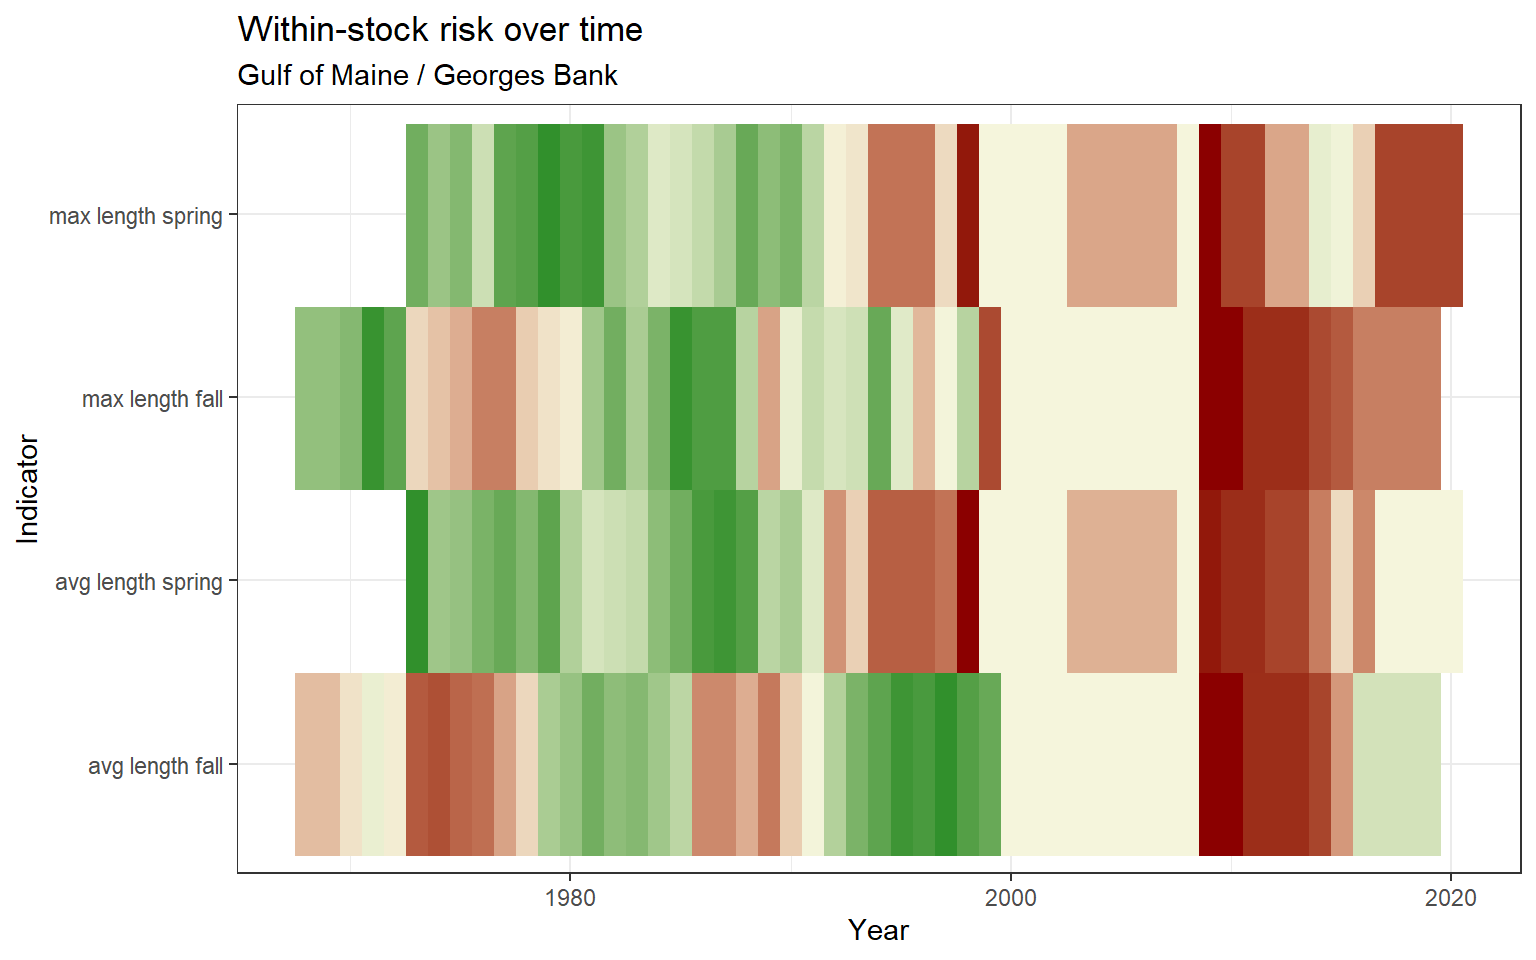 Within-stock risk over time
Gulf of Maine / Georges Bank
Indicator
max length spring
max length fall
avg length spring
avg length fall
1980
2000
2020
Year